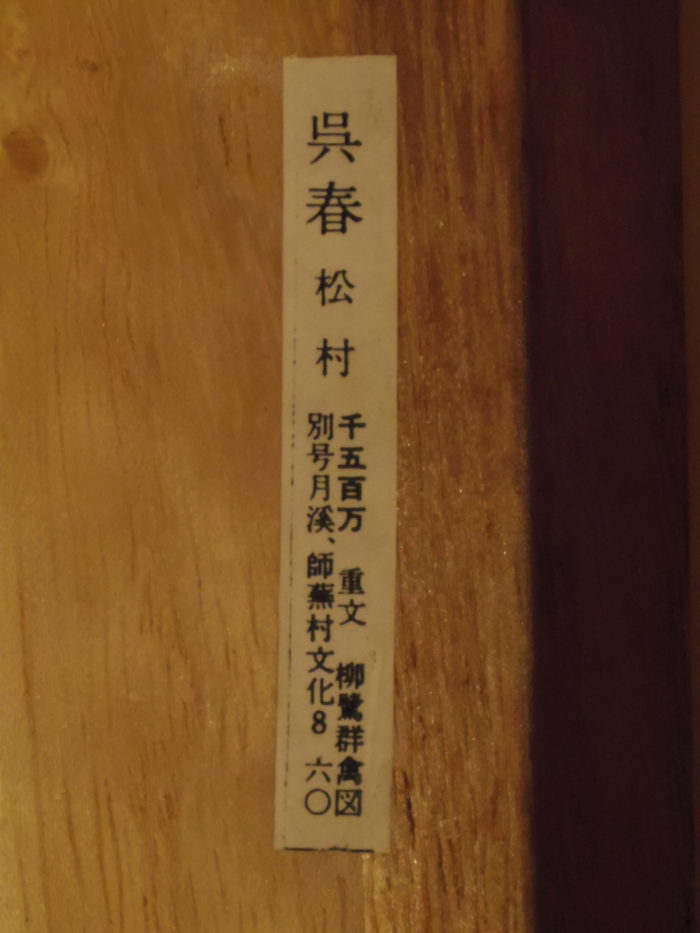 呉春 松村
千五百万 重文 柳鷺群禽図
別号月溪、師蕪村文化8 六〇